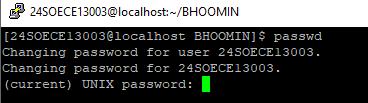 24SOECE13003@localhost:~/BHOOMIN
[24SOECE13003@localhost BHOOMIN]$ passwd
Changing password for user 24SOECE13003.
Changing password for 24SOECE13003.
(current) UNIX password: